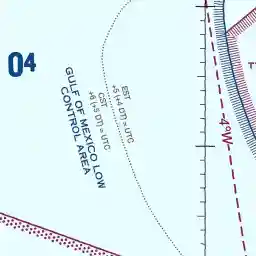 04
EST
+5 (+4 DT) = UTC
CST
+6 (+5 DT) = UTC
GULF OF MEXICO LOW
CONTROL AREA
4°W